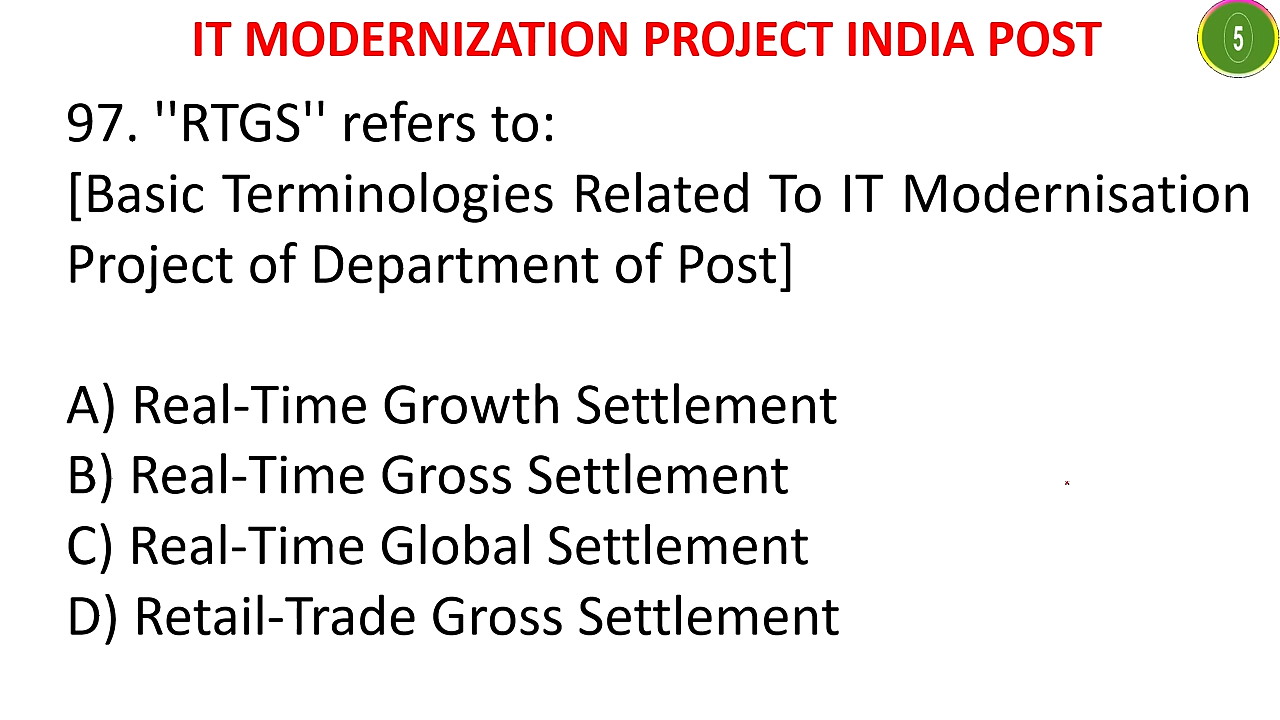 IT MODERNIZATION PROJECT INDIA POST
5
97. ''RTGS'' refers to:
[Basic Terminologies Related To IT Modernisation
Project of Department of Post]
A) Real-Time Growth Settlement
B) Real-Time Gross Settlement
C) Real-Time Global Settlement
D) Retail-Trade Gross Settlement